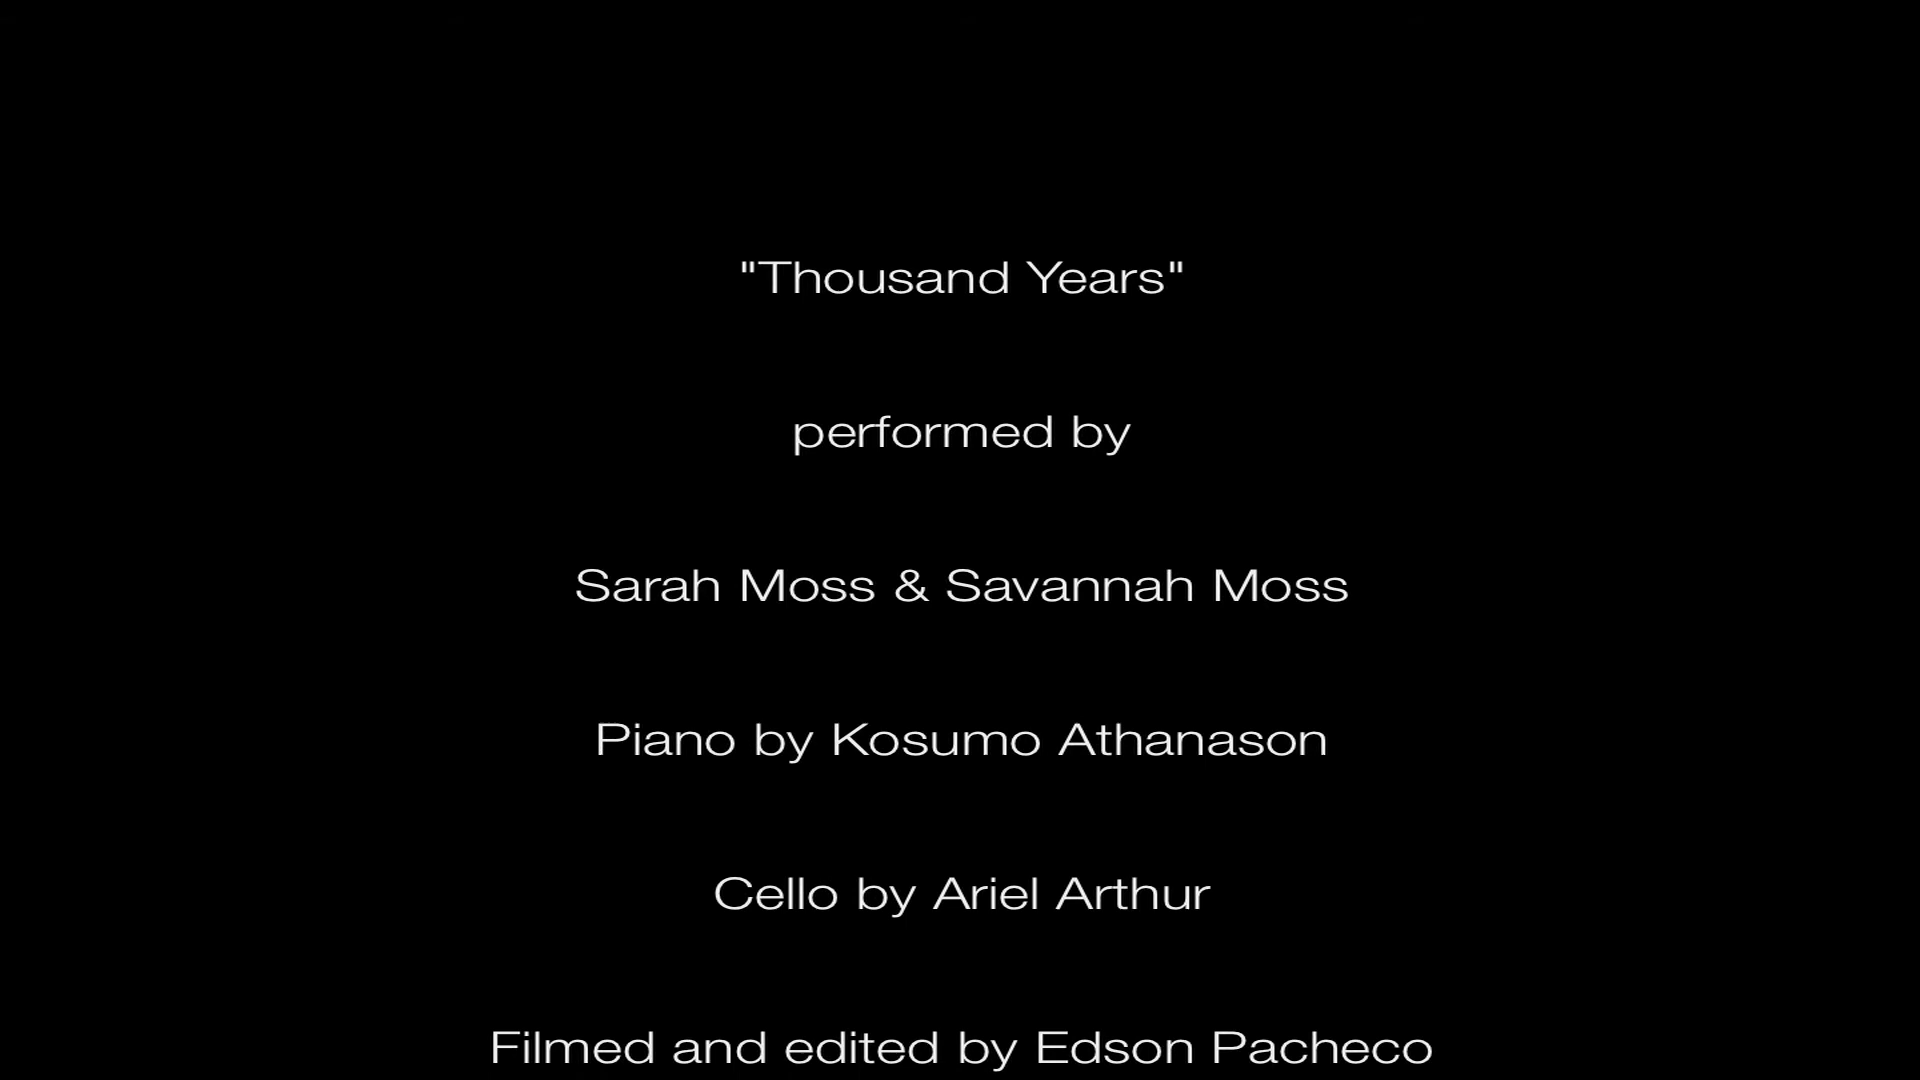 "Thousand Years"
performed by
Sarah Moss & Savannah Moss
Piano by Kosumo Athanason
Cello by Ariel Arthur
Filmed and edited by Edson Pacheco